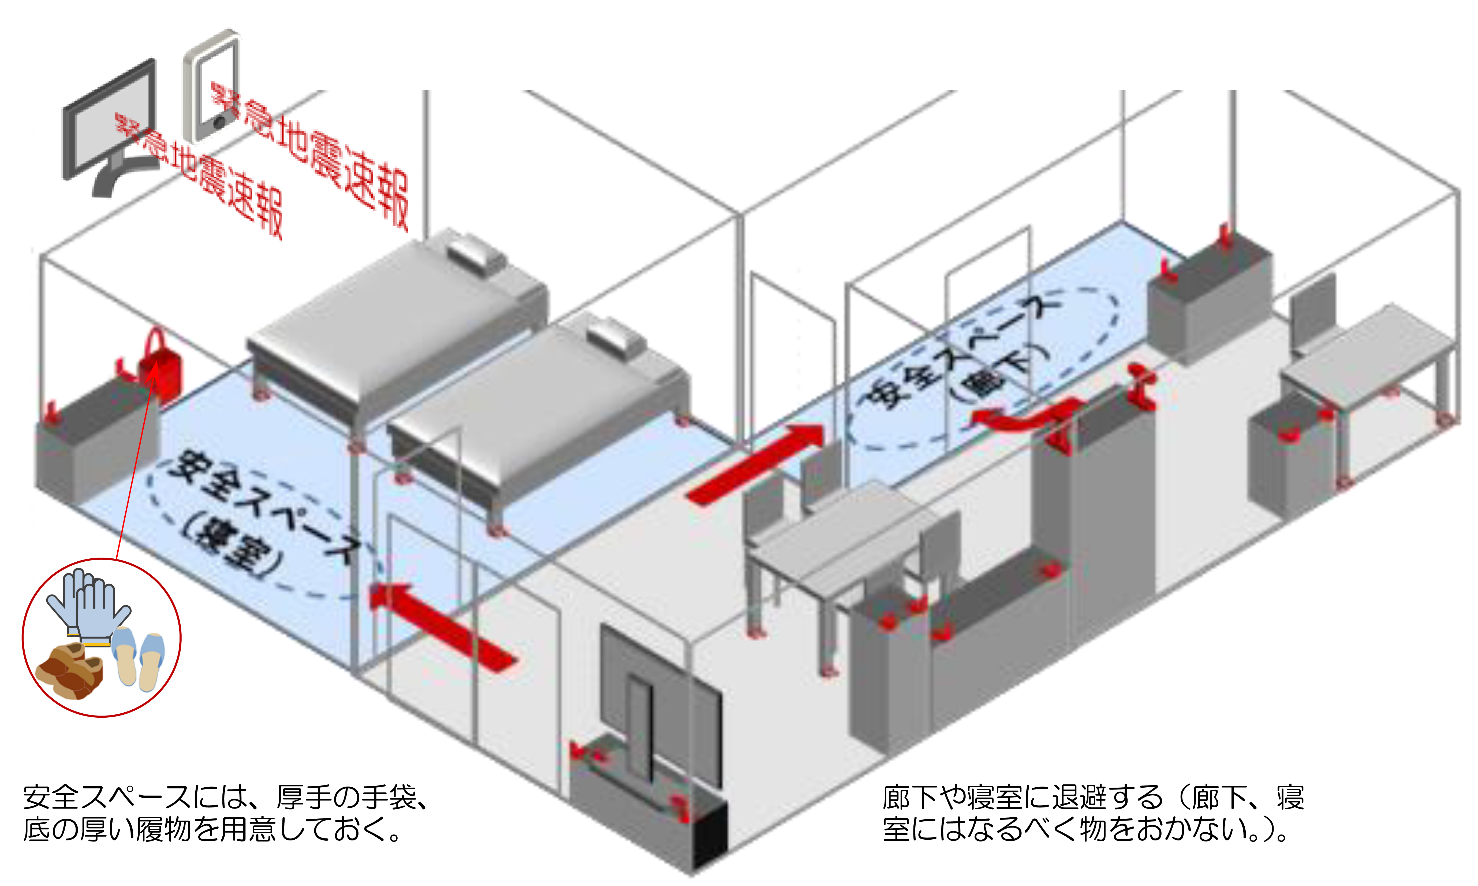 緊急地震速報
緊急地震速報
安全スペース
（廊下）
安全スペース
（寝室）
安全スペースには、厚手の手袋、
底の厚い履物を用意しておく。
廊下や寝室に退避する（廊下、寝
室にはなるべく物をおかない。）。